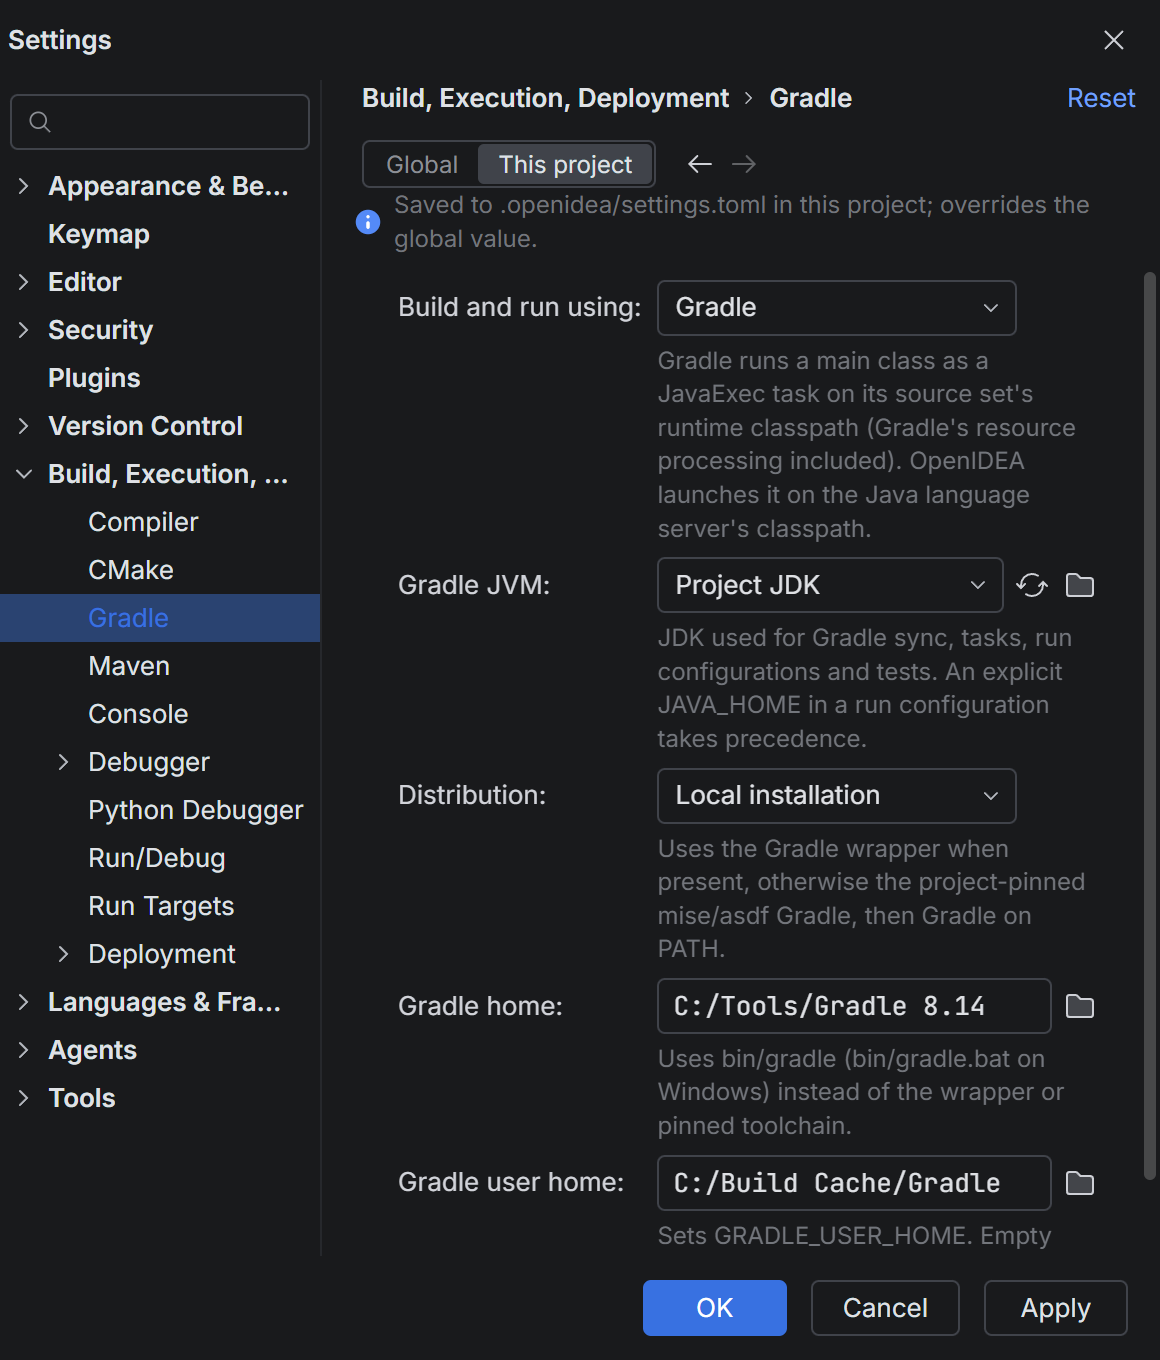 Settings
Build, Execution, Deployment > Gradle
Reset
Global
This project
Saved to .openidea/settings.toml in this project; overrides the
global value.
Appearance & Be...
Keymap
Editor
Security
Plugins
Version Control
Build, Execution, ...
Compiler
CMake
Gradle
Maven
Console
Debugger
Python Debugger
Run/Debug
Run Targets
Deployment
Languages & Fra...
Agents
Tools
Build and run using:
Gradle
Gradle runs a main class as a
JavaExec task on its source set's
runtime classpath (Gradle's resource
processing included). OpenIDEA
launches it on the Java language
server's classpath.
Gradle JVM:
Project JDK
JDK used for Gradle sync, tasks, run
configurations and tests. An explicit
JAVA_HOME in a run configuration
takes precedence.
Distribution:
Local installation
Uses the Gradle wrapper when
present, otherwise the project-pinned
mise/asdf Gradle, then Gradle on
PATH.
Gradle home:
C:/Tools/Gradle 8.14
Uses bin/gradle (bin/gradle.bat on
Windows) instead of the wrapper or
pinned toolchain.
Gradle user home:
C:/Build Cache/Gradle
Sets GRADLE_USER_HOME. Empty
OK
Cancel
Apply